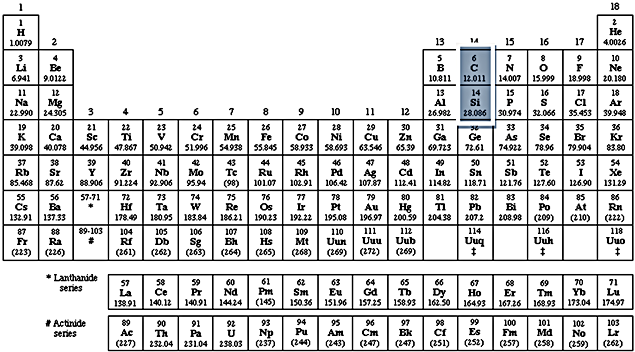 1 18
1 2
H He
1.0079 2 13 14 15 16 17 4.0026
3 4 5 6 7 8 9 10
Li Be B C N O F Ne
6.941 9.0122 10.811 12.011 14.007 15.999 18.998 20.180
11 12 13 14 15 16 17 18
Na Mg Al Si P S Cl Ar
22.990 24.305 3 4 5 6 7 8 9 10 11 12 26.982 28.086 30.974 32.066 35.453 39.948
19 20 21 22 23 24 25 26 27 28 29 30 31 32 33 34 35 36
K Ca Sc Ti V Cr Mn Fe Co Ni Cu Zn Ga Ge As Se Br Kr
39.098 40.078 44.956 47.867 50.942 51.996 54.938 55.845 58.933 58.693 63.546 65.39 69.723 72.61 74.922 78.96 79.904 83.80
37 38 39 40 41 42 43 44 45 46 47 48 49 50 51 52 53 54
Rb Sr Y Zr Nb Mo Tc Ru Rh Pd Ag Cd In Sn Sb Te I Xe
85.468 87.62 88.906 91.224 92.906 95.94 (98) 101.07 102.91 106.42 107.87 112.41 114.82 118.71 121.76 127.60 126.90 131.29
55 56 57-71 72 73 74 75 76 77 78 79 80 81 82 83 84 85 86
Cs Ba * Hf Ta W Re Os Ir Pt Au Hg Tl Pb Bi Po At Rn
132.91 137.33 178.49 180.95 183.84 186.21 190.23 192.22 195.08 196.97 200.59 204.38 207.2 208.98 (209) (210) (222)
87 88 89-103 104 105 106 107 108 109 110 111 112 114 116 118
Fr Ra # Rf Db Sg Bh Hs Mt Uun Uuu Uub Uuq Uuh Uuo
(223) (226) (261) (262) (263) (264) (265) (268) (269) (272) (269) ‡ ‡ ‡
* Lanthanide series
57 58 59 60 61 62 63 64 65 66 67 68 69 70 71
La Ce Pr Nd Pm Sm Eu Gd Tb Dy Ho Er Tm Yb Lu
138.91 140.12 140.91 144.24 (145) 150.36 151.96 157.25 158.93 162.50 164.93 167.26 168.93 173.04 174.97
# Actinide series
89 90 91 92 93 94 95 96 97 98 99 100 101 102 103
Ac Th Pa U Np Pu Am Cm Bk Cf Es Fm Md No Lr
(227) 232.04 231.04 238.03 (237) (244) (243) (247) (247) (251) (252) (257) (258) (259) (262)